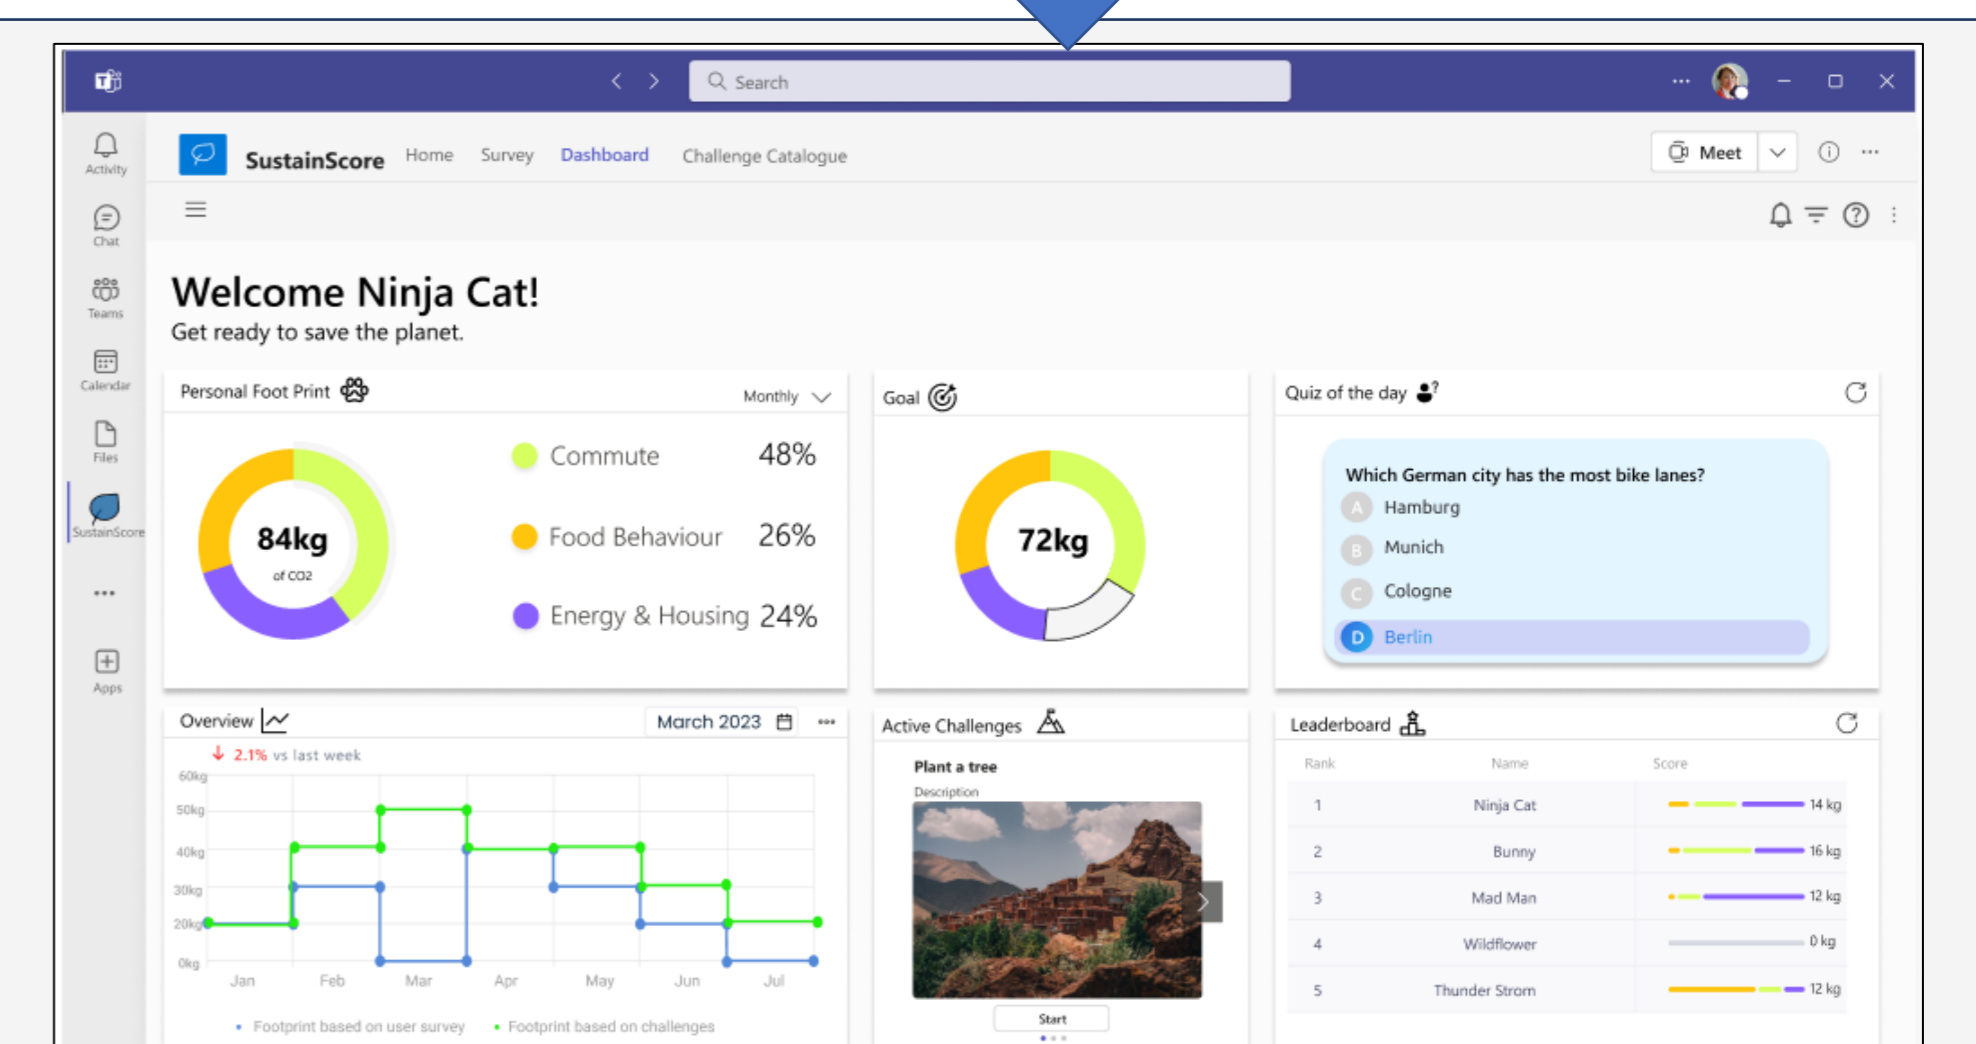 Search
Activity
Chat
Teams
Calendar
Files
SustainScore
Apps
SustainScore Home Survey Dashboard Challenge Catalogue
Meet
Welcome Ninja Cat!
Get ready to save the planet.
Personal Foot Print
Monthly
84kg
of CO2
Commute 48%
Food Behaviour 26%
Energy & Housing 24%
Goal
72kg
Quiz of the day
Which German city has the most bike lanes?
A Hamburg
B Munich
C Cologne
D Berlin
Overview
March 2023
2.1% vs last week
60kg
50kg
40kg
30kg
20kg
0kg
Jan Feb Mar Apr May Jun Jul
Footprint based on user survey
Footprint based on challenges
Active Challenges
Plant a tree
Description
Start
Leaderboard
Rank Name Score
1 Ninja Cat 14 kg
2 Bunny 16 kg
3 Mad Man 12 kg
4 Wildflower 0 kg
5 Thunder Strom 12 kg